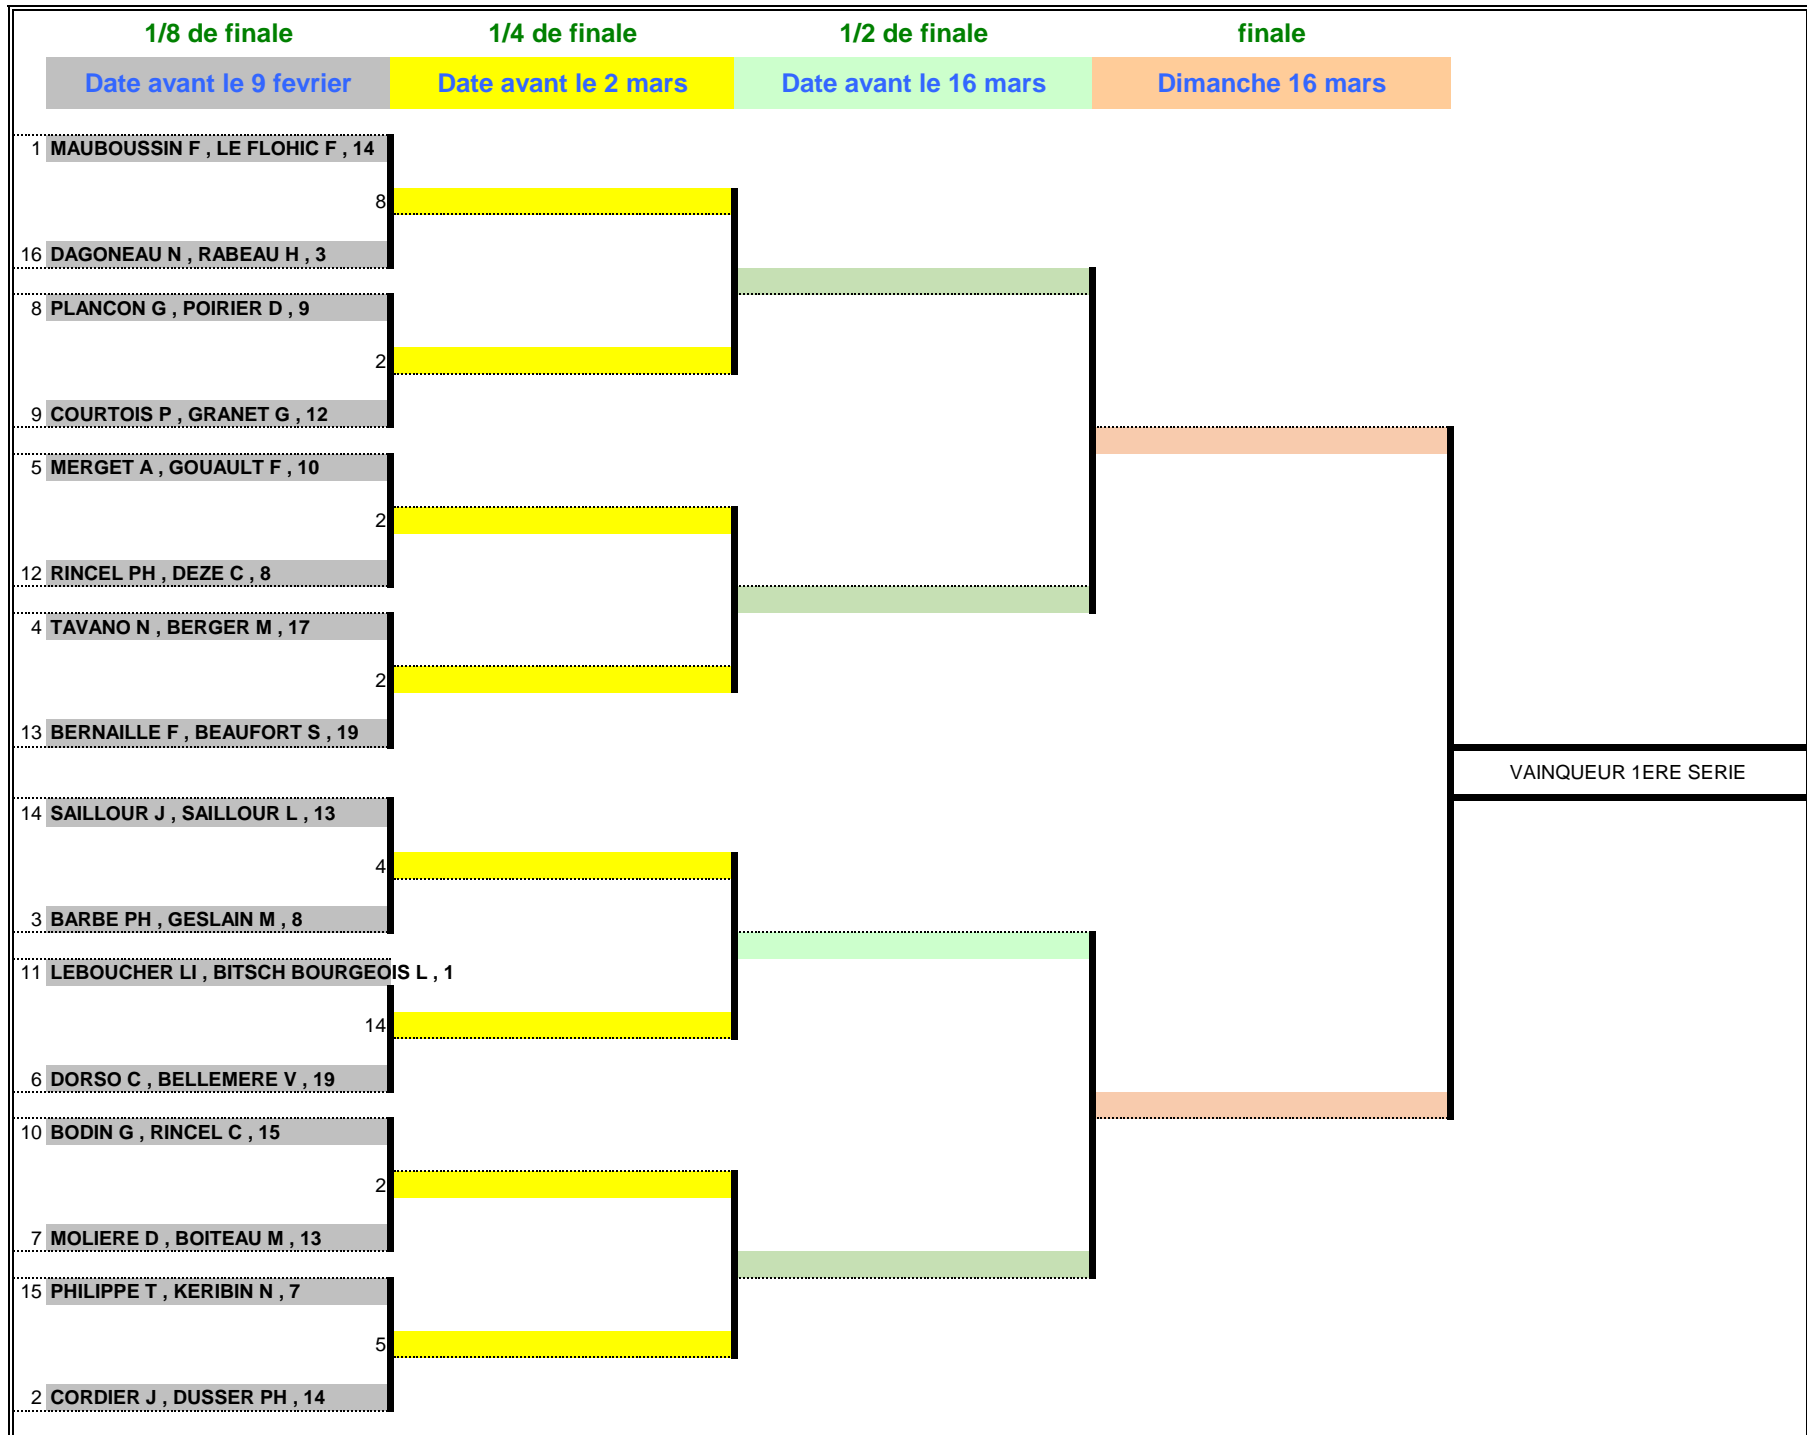 1/8 de finale 1/4 de finale 1/2 de finale finale
Date avant le 9 fevrier Date avant le 2 mars Date avant le 16 mars Dimanche 16 mars
1 MAUBOUSSIN F , LE FLOHIC F , 14
8
16 DAGONEAU N , RABEAU H , 3
8 PLANCON G , POIRIER D , 9
2
9 COURTOIS P , GRANET G , 12
5 MERGET A , GOUAULT F , 10
2
12 RINCEL PH , DEZE C , 8
4 TAVANO N , BERGER M , 17
2
13 BERNAILLE F , BEAUFORT S , 19
VAINQUEUR 1ERE SERIE
14 SAILLOUR J , SAILLOUR L , 13
4
3 BARBE PH , GESLAIN M , 8
11 LEBOUCHER LI , BITSCH BOURGEOIS L , 1
14
6 DORSO C , BELLEMERE V , 19
10 BODIN G , RINCEL C , 15
2
7 MOLIERE D , BOITEAU M , 13
15 PHILIPPE T , KERIBIN N , 7
5
2 CORDIER J , DUSSER PH , 14